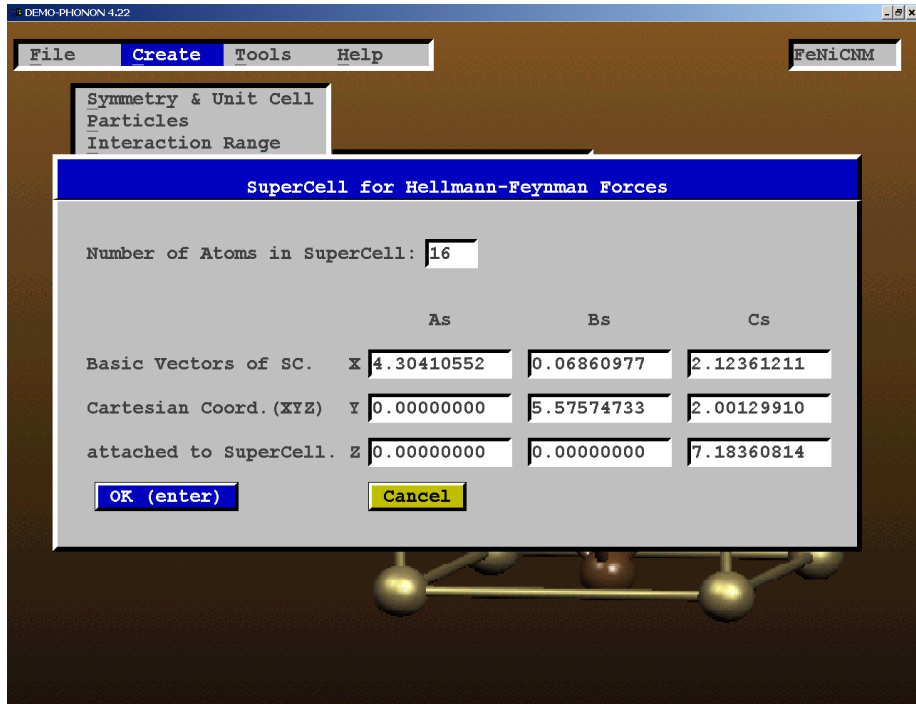 DEMO-PHONON 4.22
File Create Tools Help FeNiCNM
Symmetry & Unit Cell
Particles
Interaction Range
SuperCell for Hellmann-Feynman Forces
Number of Atoms in SuperCell: 16
As Bs Cs
Basic Vectors of SC. X 4.30410552 0.06860977 2.12361211
Cartesian Coord.(XYZ) Y 0.00000000 5.57574733 2.00129910
attached to SuperCell. Z 0.00000000 0.00000000 7.18360814
OK (enter) Cancel